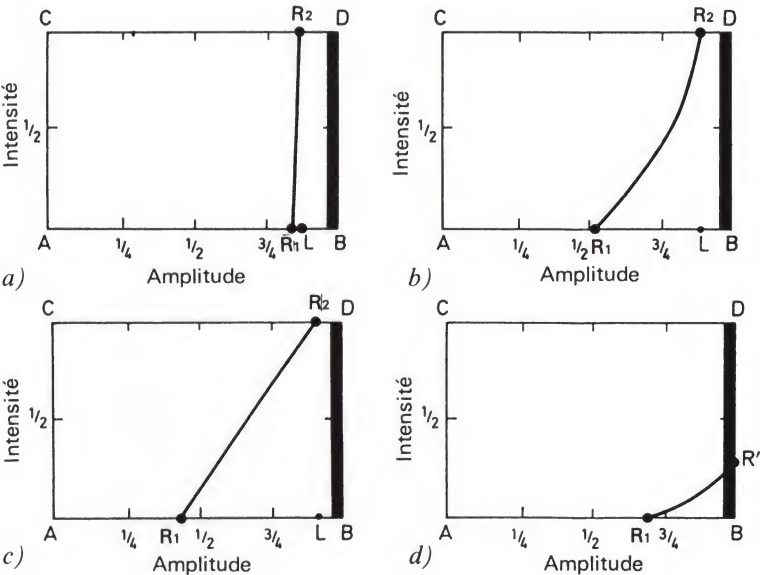 C R2 D
Intensité
1/2
A 1/4 1/2 3/4 R1 L B
Amplitude
a)
C R2 D
Intensité
1/2
A 1/4 1/2 R1 3/4 L B
Amplitude
b)
C R2 D
Intensité
1/2
A 1/4 R1 1/2 3/4 L B
Amplitude
c)
C D
Intensité
1/2
R'
A 1/4 1/2 R1 3/4 B
Amplitude
d)